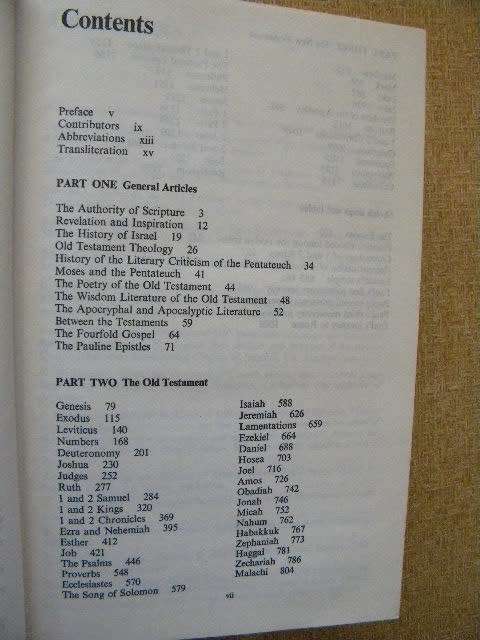 Contents
Preface v
Contributors ix
Abbreviations xiii
Transliteration xv
PART ONE General Articles
The Authority of Scripture 3
Revelation and Inspiration 12
The History of Israel 19
Old Testament Theology 26
History of the Literary Criticism of the Pentateuch 34
Moses and the Pentateuch 41
The Poetry of the Old Testament 44
The Wisdom Literature of the Old Testament 48
The Apocryphal and Apocalyptic Literature 52
Between the Testaments 59
The Fourfold Gospel 64
The Pauline Epistles 71
PART TWO The Old Testament
Genesis 79
Exodus 115
Leviticus 140
Numbers 168
Deuteronomy 201
Joshua 230
Judges 252
Ruth 277
1 and 2 Samuel 284
1 and 2 Kings 320
1 and 2 Chronicles 369
Ezra and Nehemiah 395
Esther 412
Job 421
The Psalms 446
Proverbs 548
Ecclesiastes 570
The Song of Solomon 579
Isaiah 588
Jeremiah 626
Lamentations 659
Ezekiel 664
Daniel 688
Hosea 703
Joel 716
Amos 726
Obadiah 742
Jonah 746
Micah 752
Nahum 762
Habakkuk 767
Zephaniah 773
Haggai 781
Zechariah 786
Malachi 804
vii